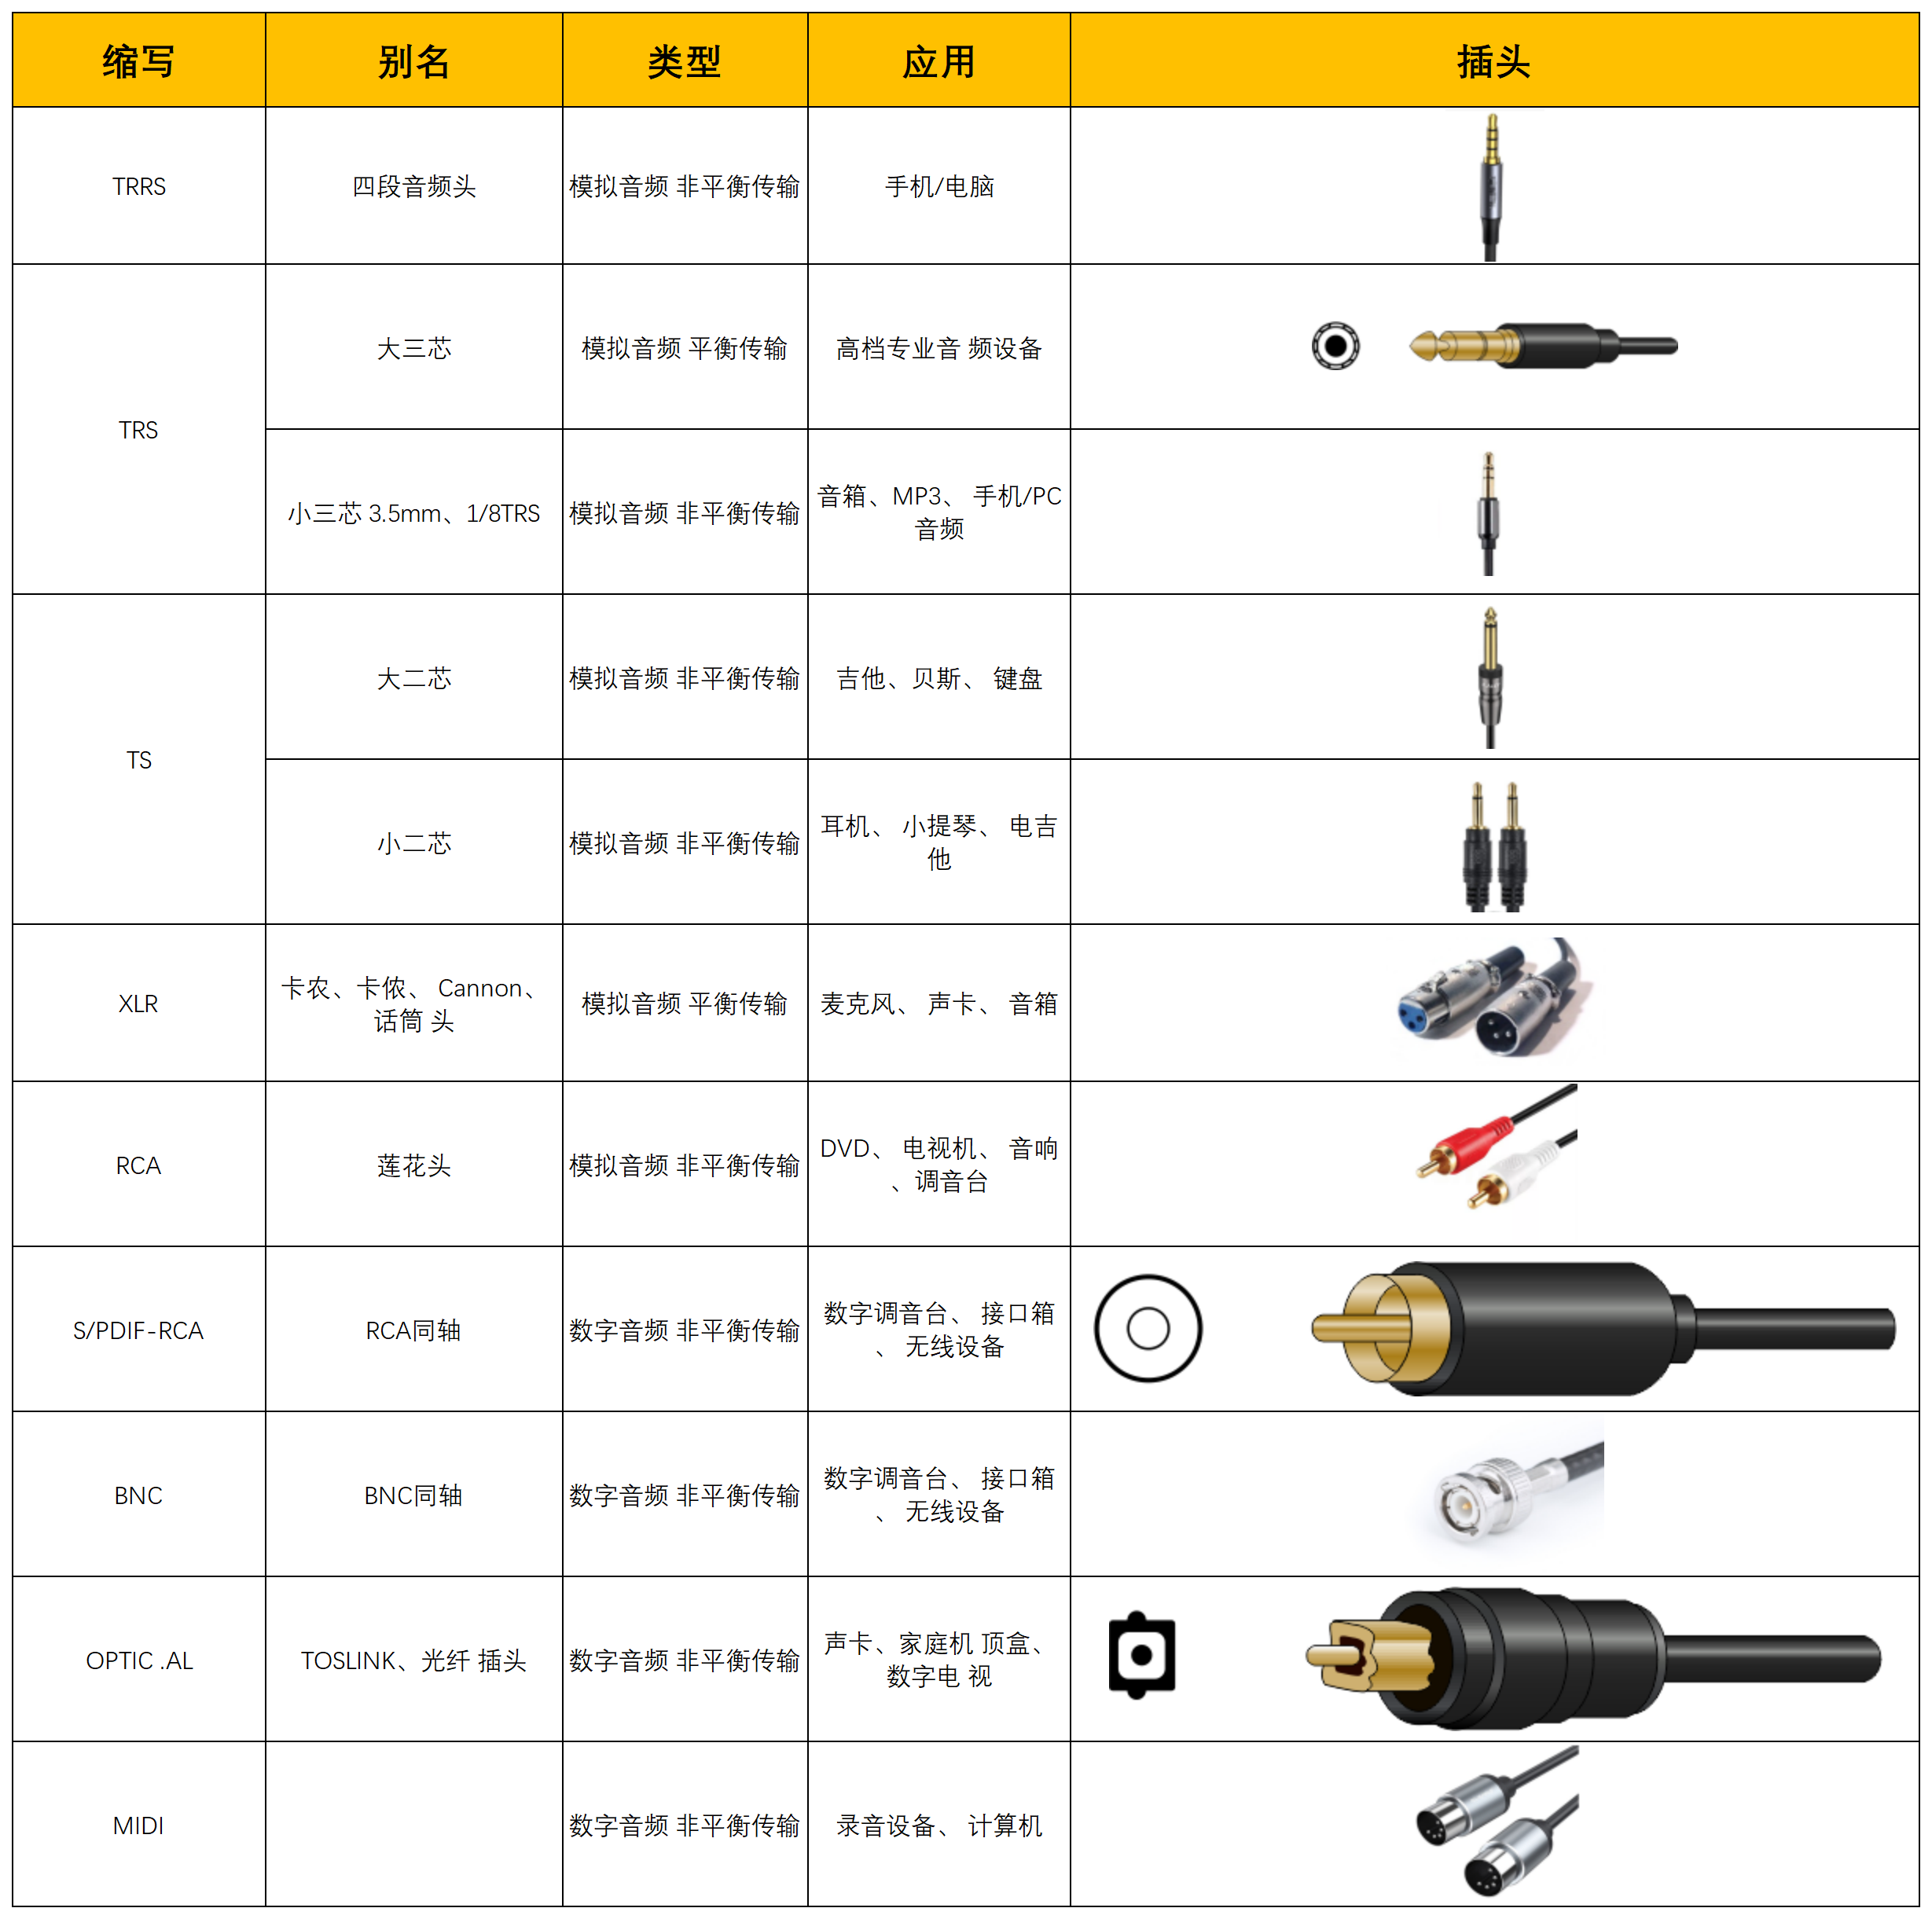 缩写 别名 类型 应用 插头
TRRS 四段音频头 模拟音频 非平衡传输 手机/电脑
TRS
大三芯 模拟音频 平衡传输 高档专业音 频设备
小三芯 3.5mm、1/8TRS 模拟音频 非平衡传输 音箱、MP3、 手机/PC
音频
TS
大二芯 模拟音频 非平衡传输 吉他、贝斯、 键盘
小二芯 模拟音频 非平衡传输 耳机、 小提琴、 电吉
他
XLR
卡农、卡侬、 Cannon、
话筒 头
模拟音频 平衡传输 麦克风、 声卡、 音箱
RCA 莲花头 模拟音频 非平衡传输
DVD、 电视机、 音响
、调音台
S/PDIF-RCA RCA同轴 数字音频 非平衡传输
数字调音台、 接口箱
、 无线设备
BNC BNC同轴 数字音频 非平衡传输
数字调音台、 接口箱
、 无线设备
OPTIC .AL TOSLINK、光纤 插头 数字音频 非平衡传输
声卡、家庭机 顶盒、
数字电 视
MIDI 数字音频 非平衡传输 录音设备、 计算机